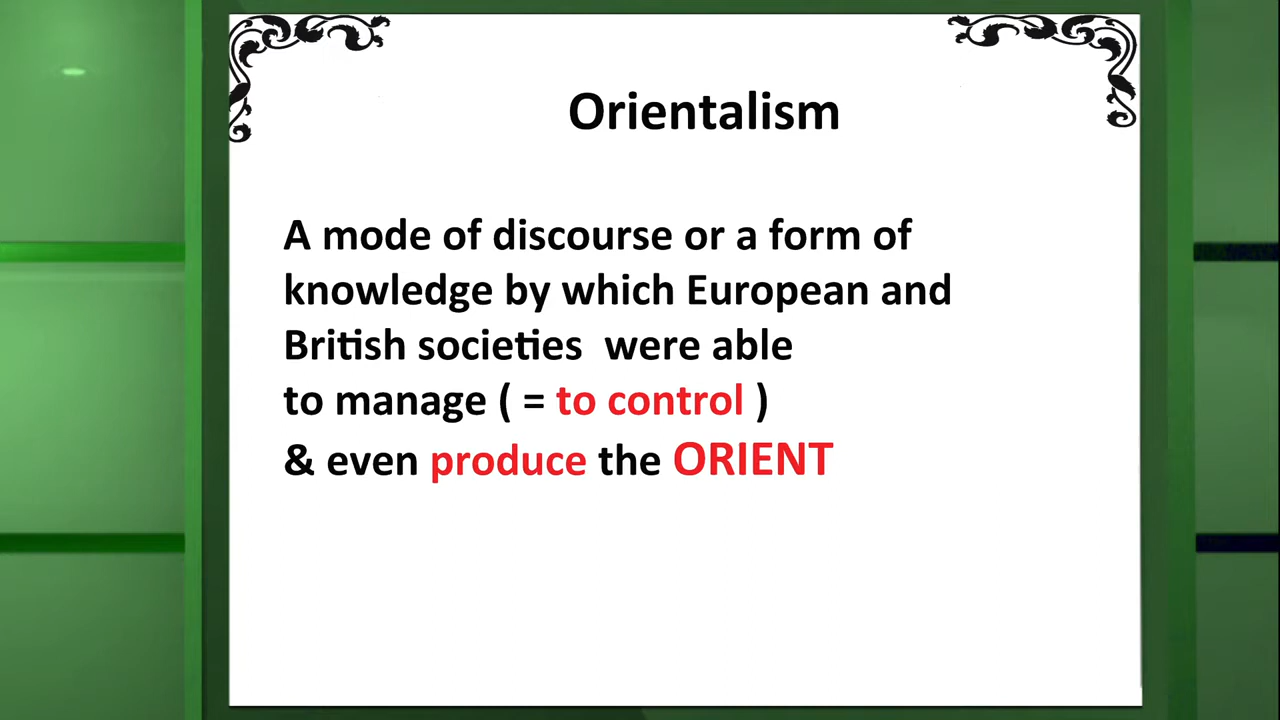 Orientalism
A mode of discourse or a form of
knowledge by which European and
British societies  were able
to manage ( = to control )
& even produce the ORIENT